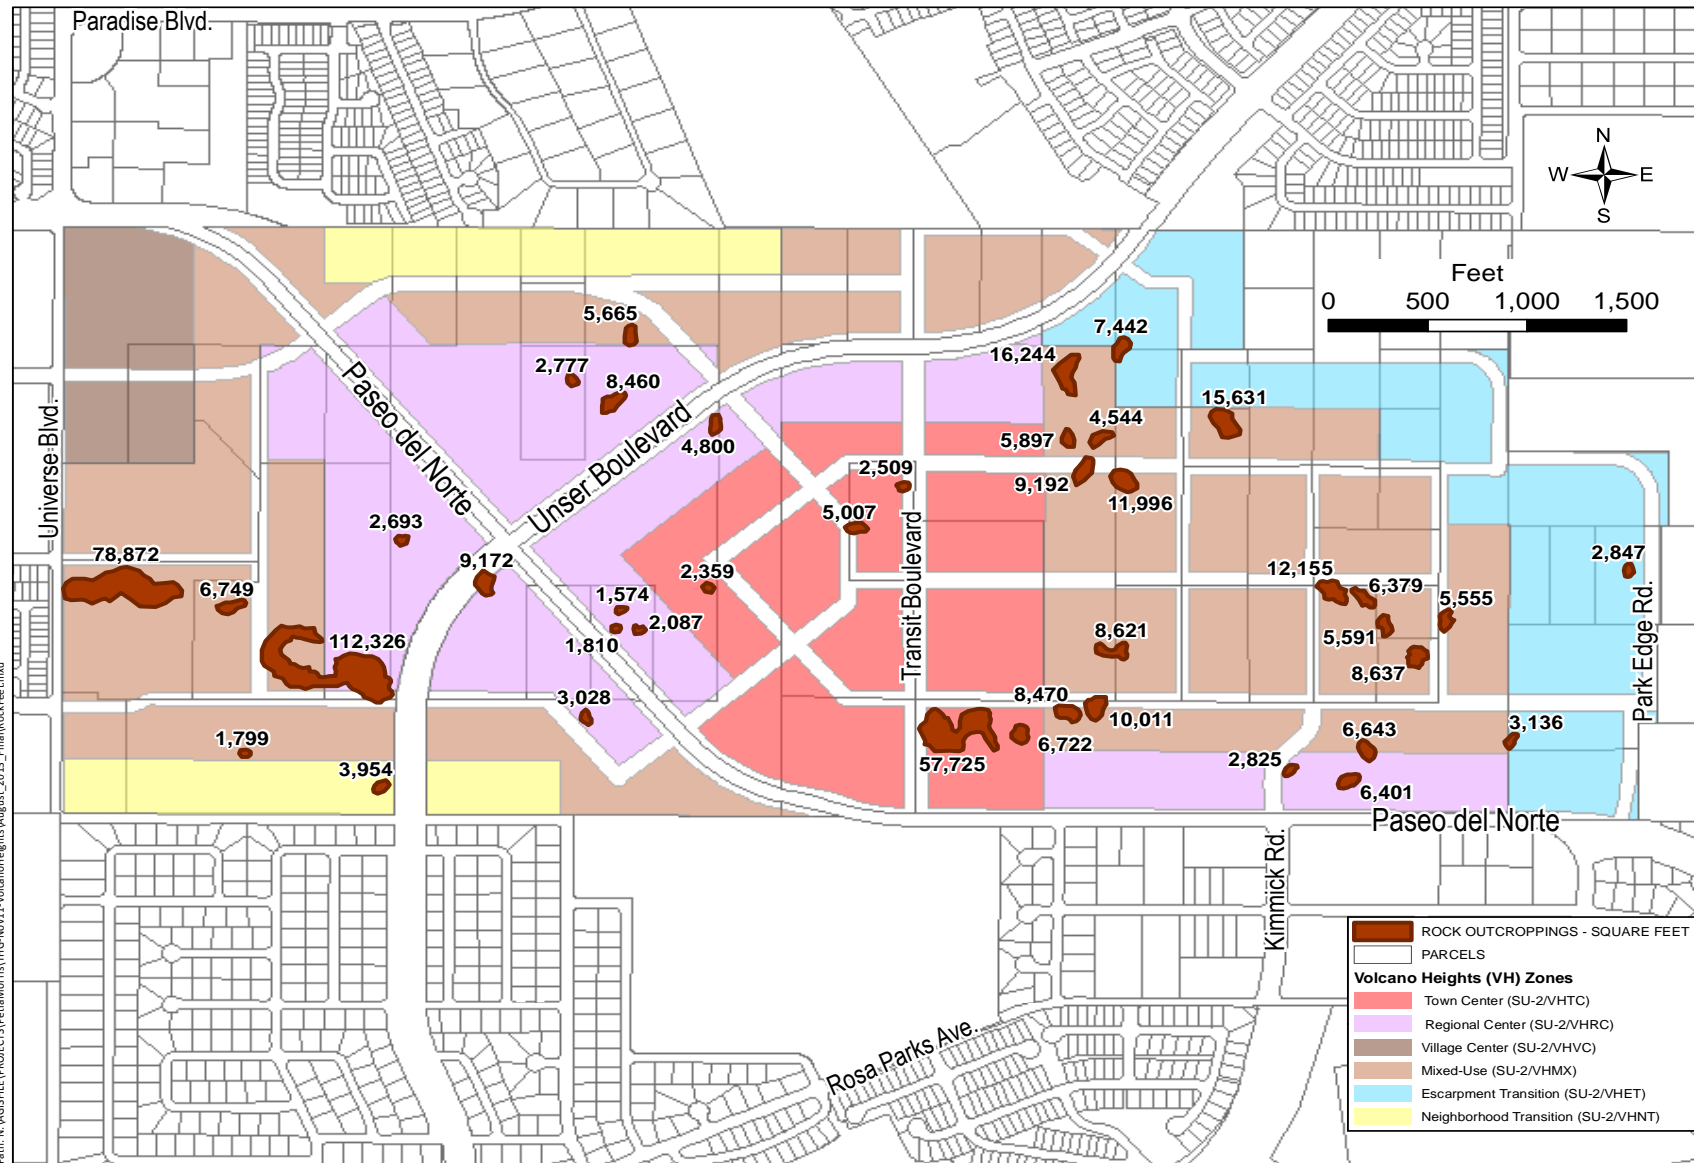 Paradise Blvd.
N
W E
S
Feet
0 500 1,000 1,500
5,665
7,442
16,244
2,777
8,460
15,631
Paseo del Norte
Universe Blvd.
4,800
4,544
5,897
Unser Boulevard
2,509
9,192
11,996
5,007
2,693
Transit Boulevard
78,872
9,172
2,359
12,155
2,847
6,749
1,574
6,379
5,555
2,087
1,810
8,621
5,591
112,326
8,637
Park Edge Rd.
3,028
8,470
10,011
1,799
6,722
6,643
3,136
57,725
2,825
3,954
6,401
Paseo del Norte
Kimmick Rd.
Rosa Parks Ave.
ROCK OUTCROPPINGS - SQUARE FEET
PARCELS
Volcano Heights (VH) Zones
Town Center (SU-2/VHTC)
Regional Center (SU-2/VHRC)
Village Center (SU-2/VHVC)
Mixed-Use (SU-2/VHMX)
Escarpment Transition (SU-2/VHET)
Neighborhood Transition (SU-2/VHNT)